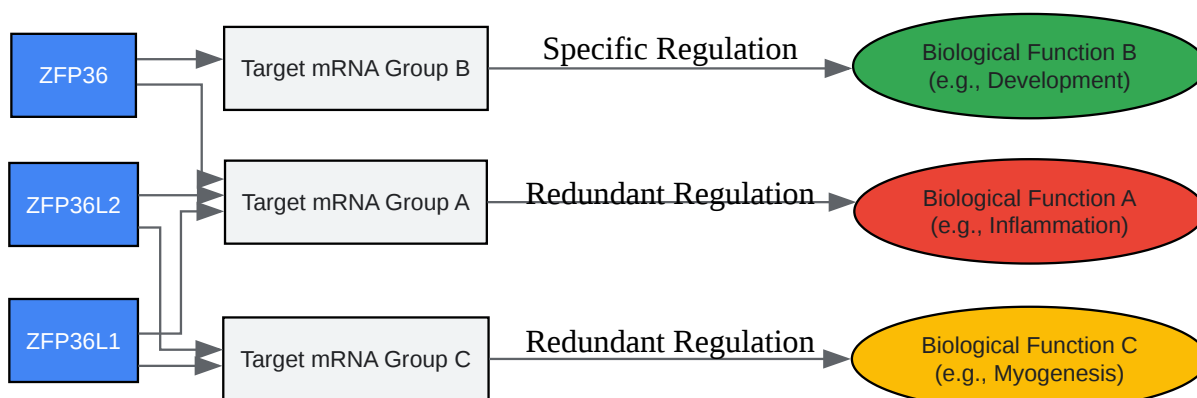 ZFP36
Target mRNA Group B
Specific Regulation
Biological Function B
(e.g., Development)
ZFP36L2
Target mRNA Group A
Redundant Regulation
Biological Function A
(e.g., Inflammation)
ZFP36L1
Target mRNA Group C
Redundant Regulation
Biological Function C
(e.g., Myogenesis)